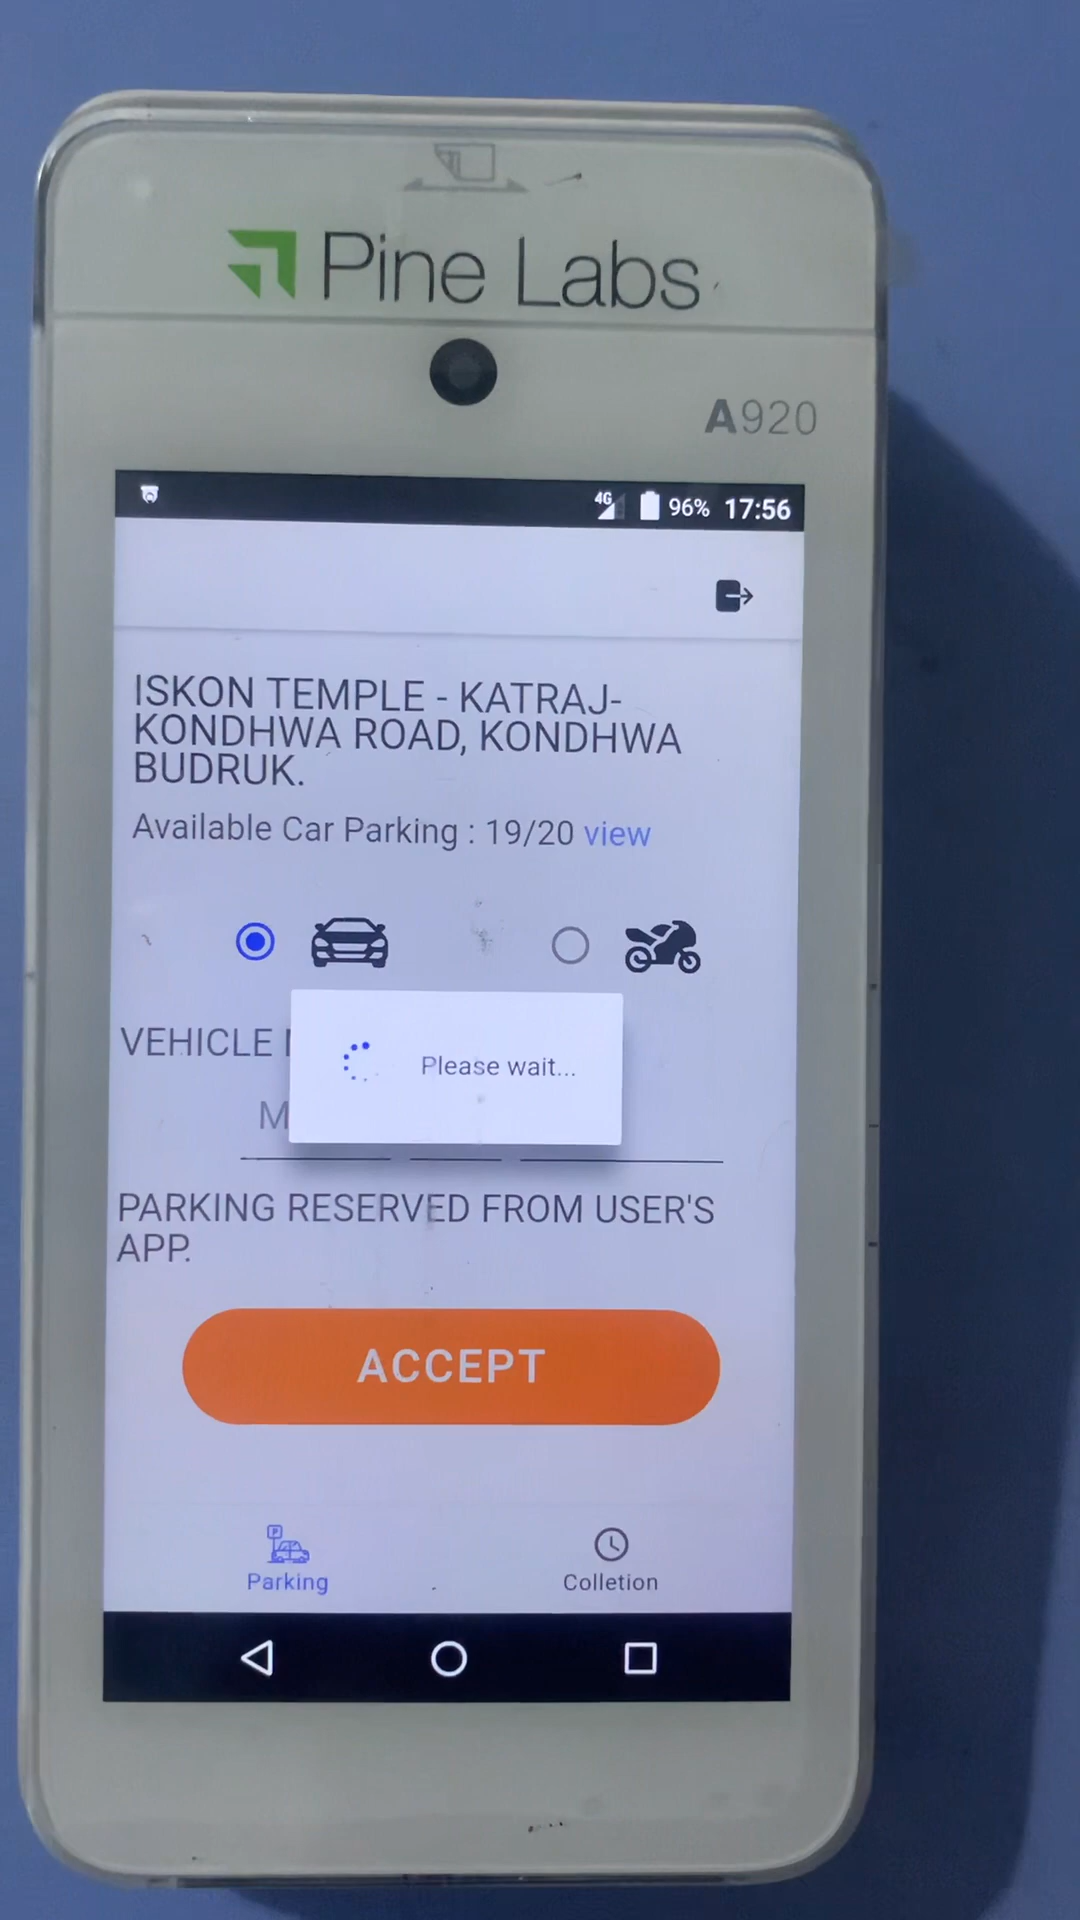 Pine Labs
A920
4G 96% 17:56
ISKON TEMPLE - KATRAJ-
KONDHWA ROAD, KONDHWA
BUDRUK.
Available Car Parking : 19/20 view
VEHICLE
Please wait...
M
PARKING RESERVED FROM USER'S
APP.
ACCEPT
P
Parking
Colletion